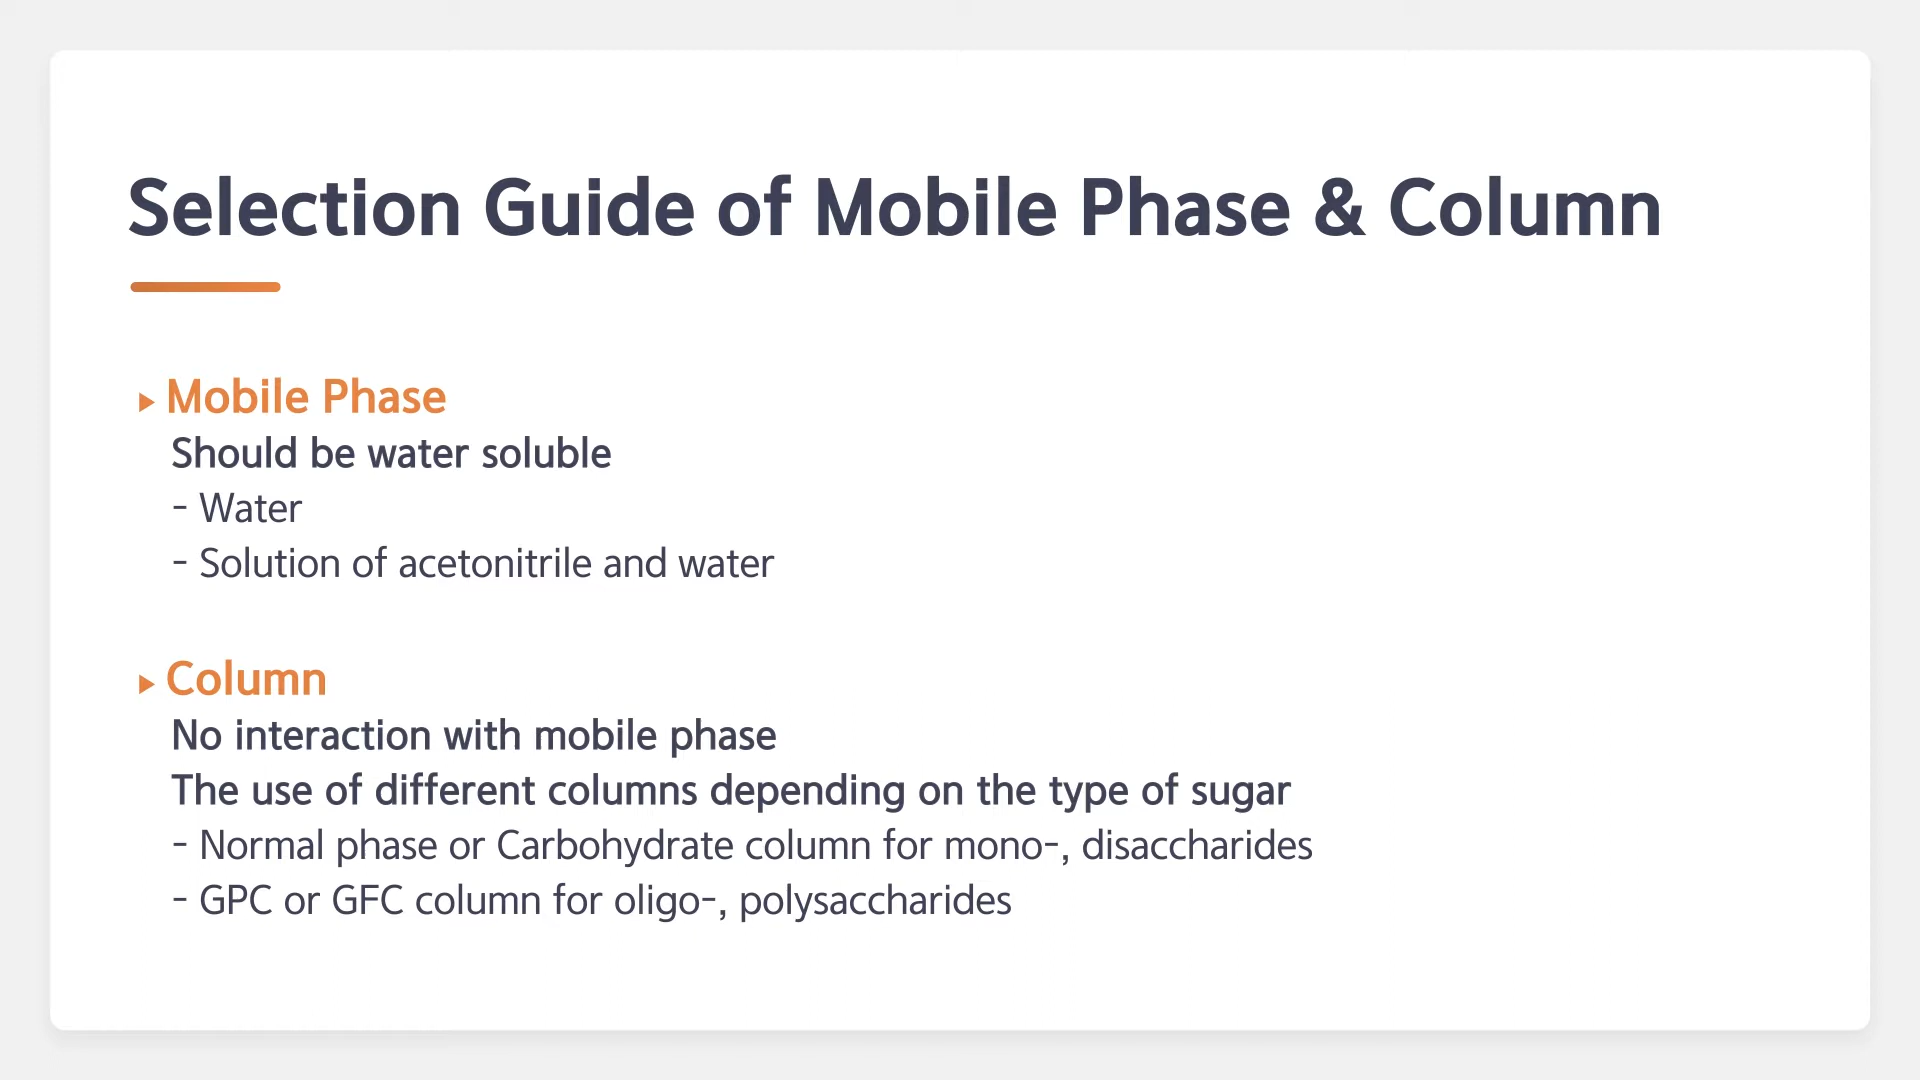 Selection Guide of Mobile Phase & Column
▸ Mobile Phase
Should be water soluble
- Water
- Solution of acetonitrile and water
▸ Column
No interaction with mobile phase
The use of different columns depending on the type of sugar
- Normal phase or Carbohydrate column for mono-, disaccharides
- GPC or GFC column for oligo-, polysaccharides